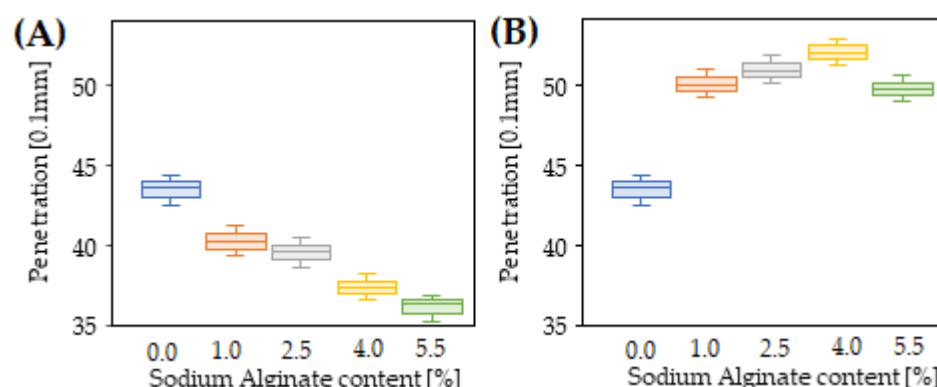 (A)
Penetration [0.1mm]
50
45
40
35
0.0 1.0 2.5 4.0 5.5
Sodium Alginate content [%]
(B)
Penetration [0.1mm]
50
45
40
35
0.0 1.0 2.5 4.0 5.5
Sodium Alginate content [%]